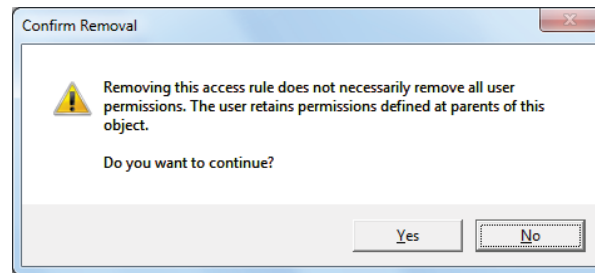 Confirm Removal
Removing this access rule does not necessarily remove all user
permissions. The user retains permissions defined at parents of this
object.
Do you want to continue?
Yes
No